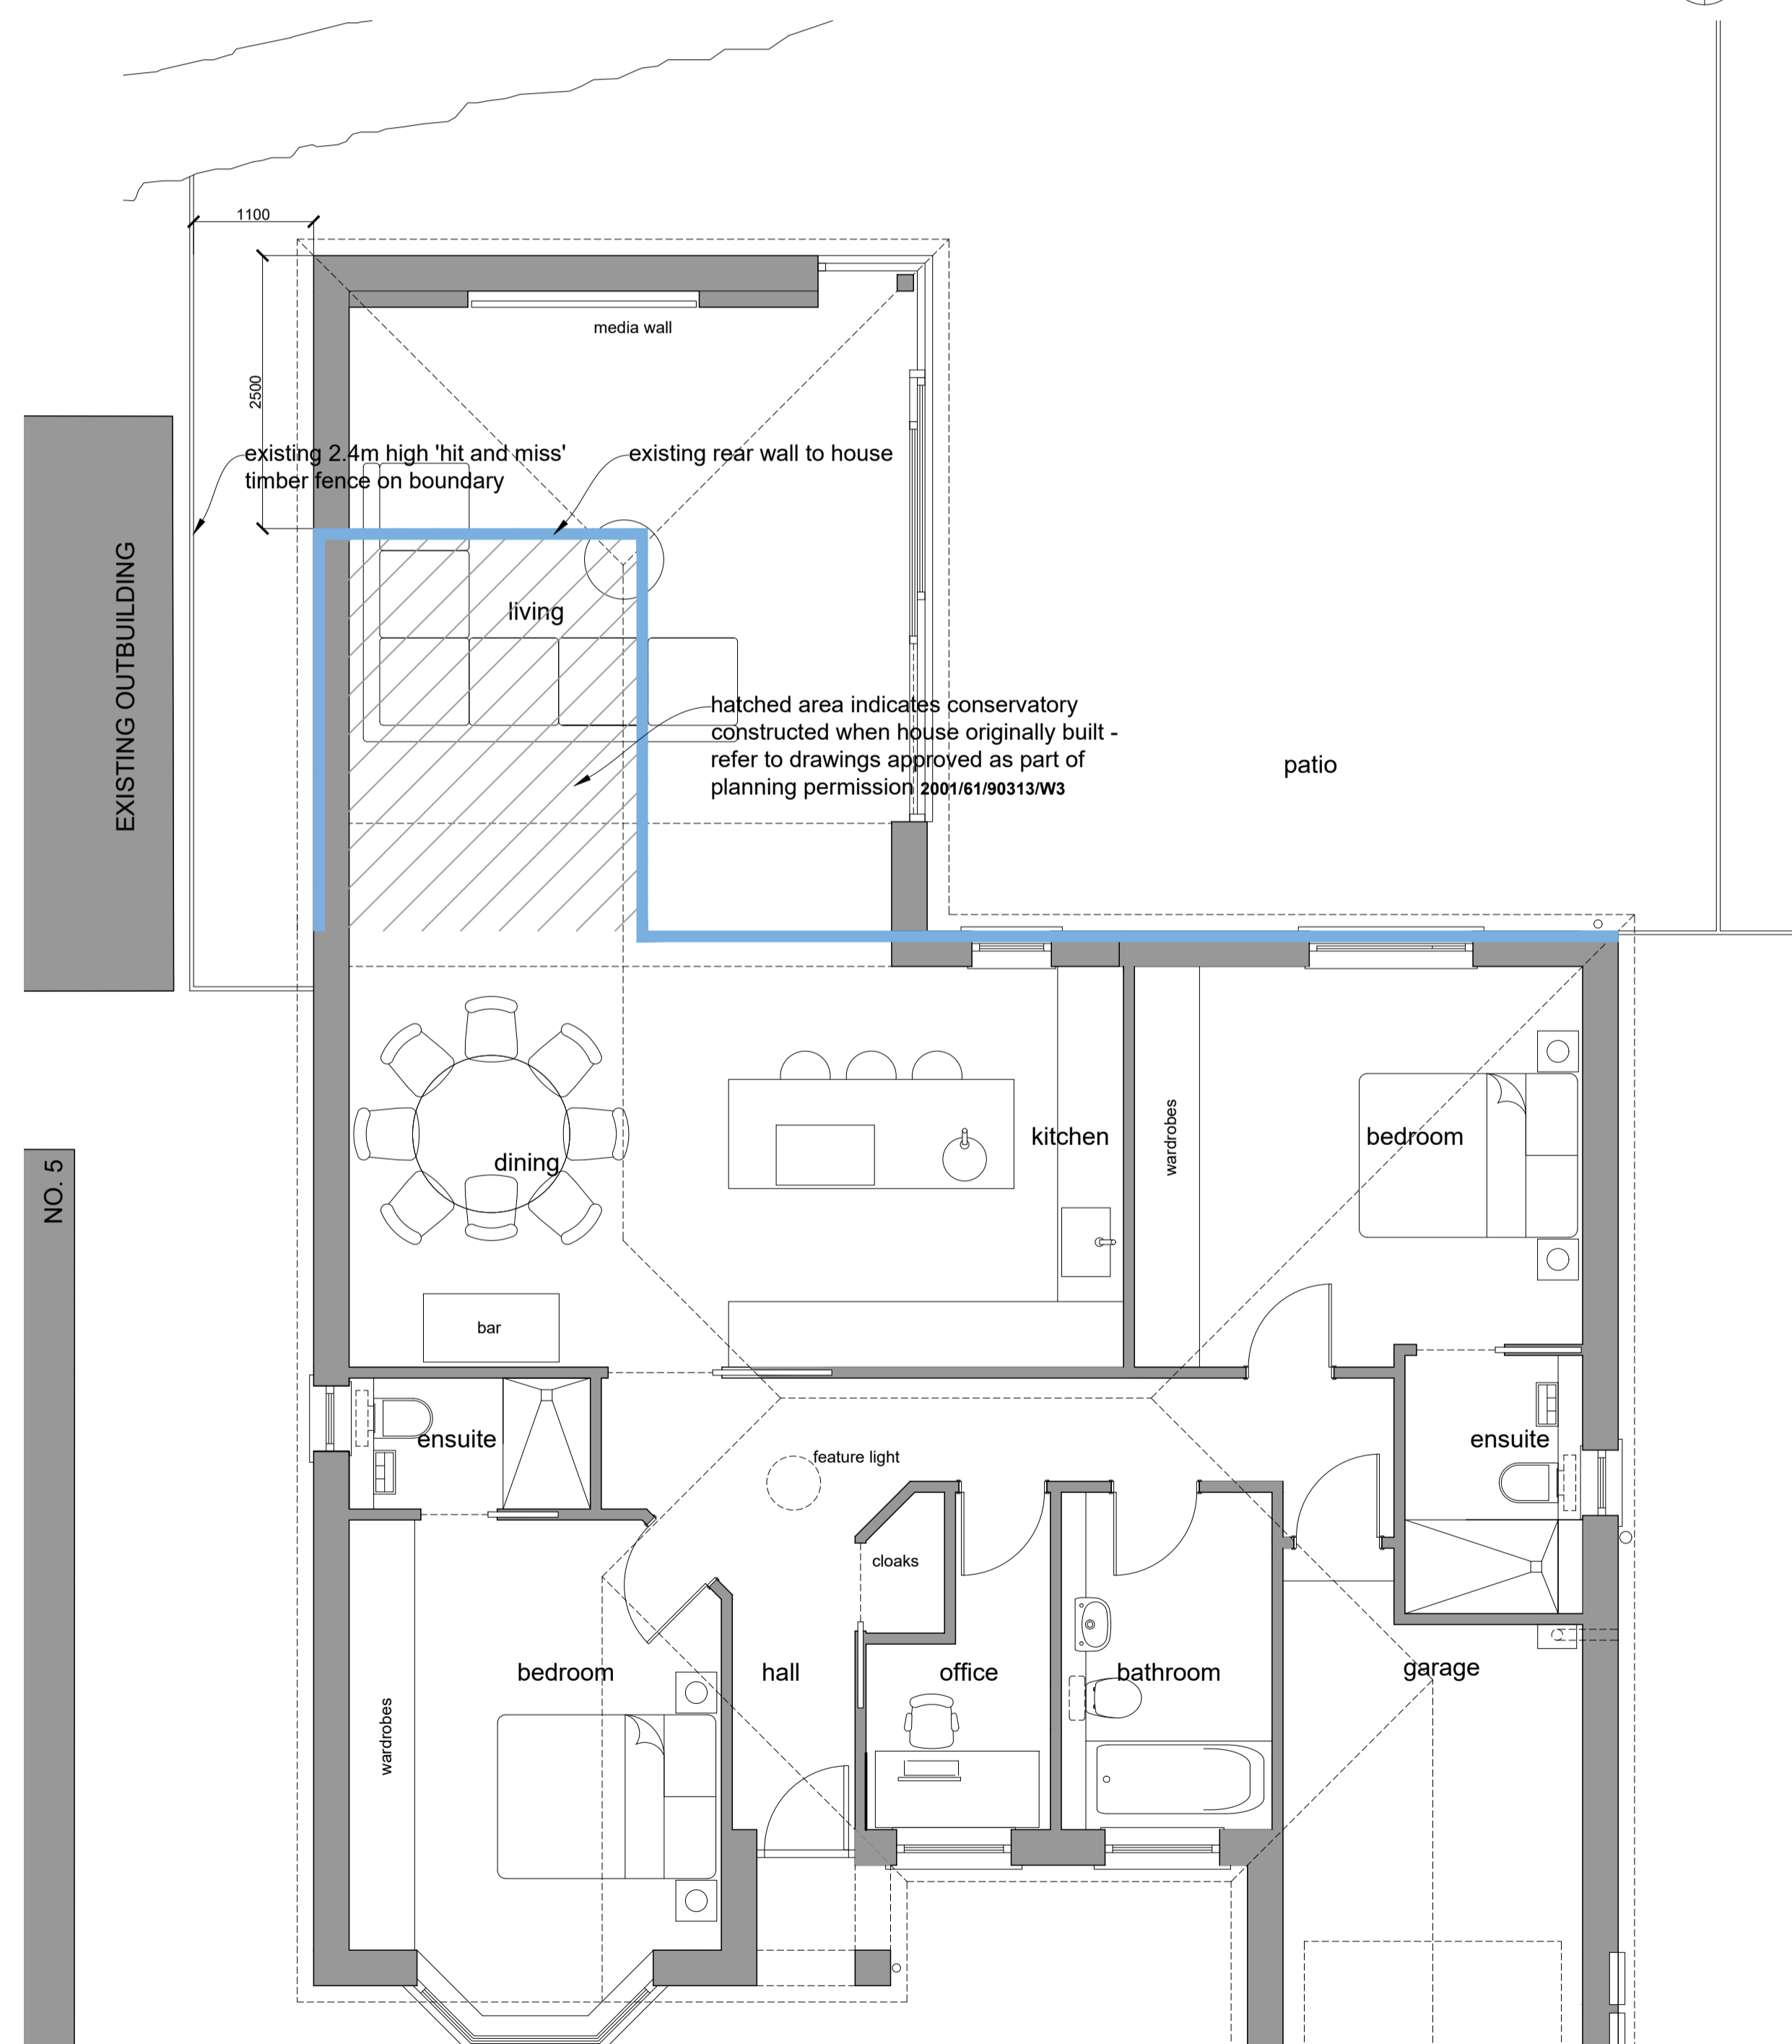 1100
2500
media wall
existing 2.4m high 'hit and miss'
timber fence on boundary
existing rear wall to house
EXISTING OUTBUILDING
living
hatched area indicates conservatory
constructed when house originally built -
refer to drawings approved as part of
planning permission 2001/61/90313/W3
patio
NO. 5
dining
kitchen
wardrobes
bedroom
bar
ensuite
feature light
ensuite
cloaks
bedroom
hall
office
bathroom
garage
wardrobes